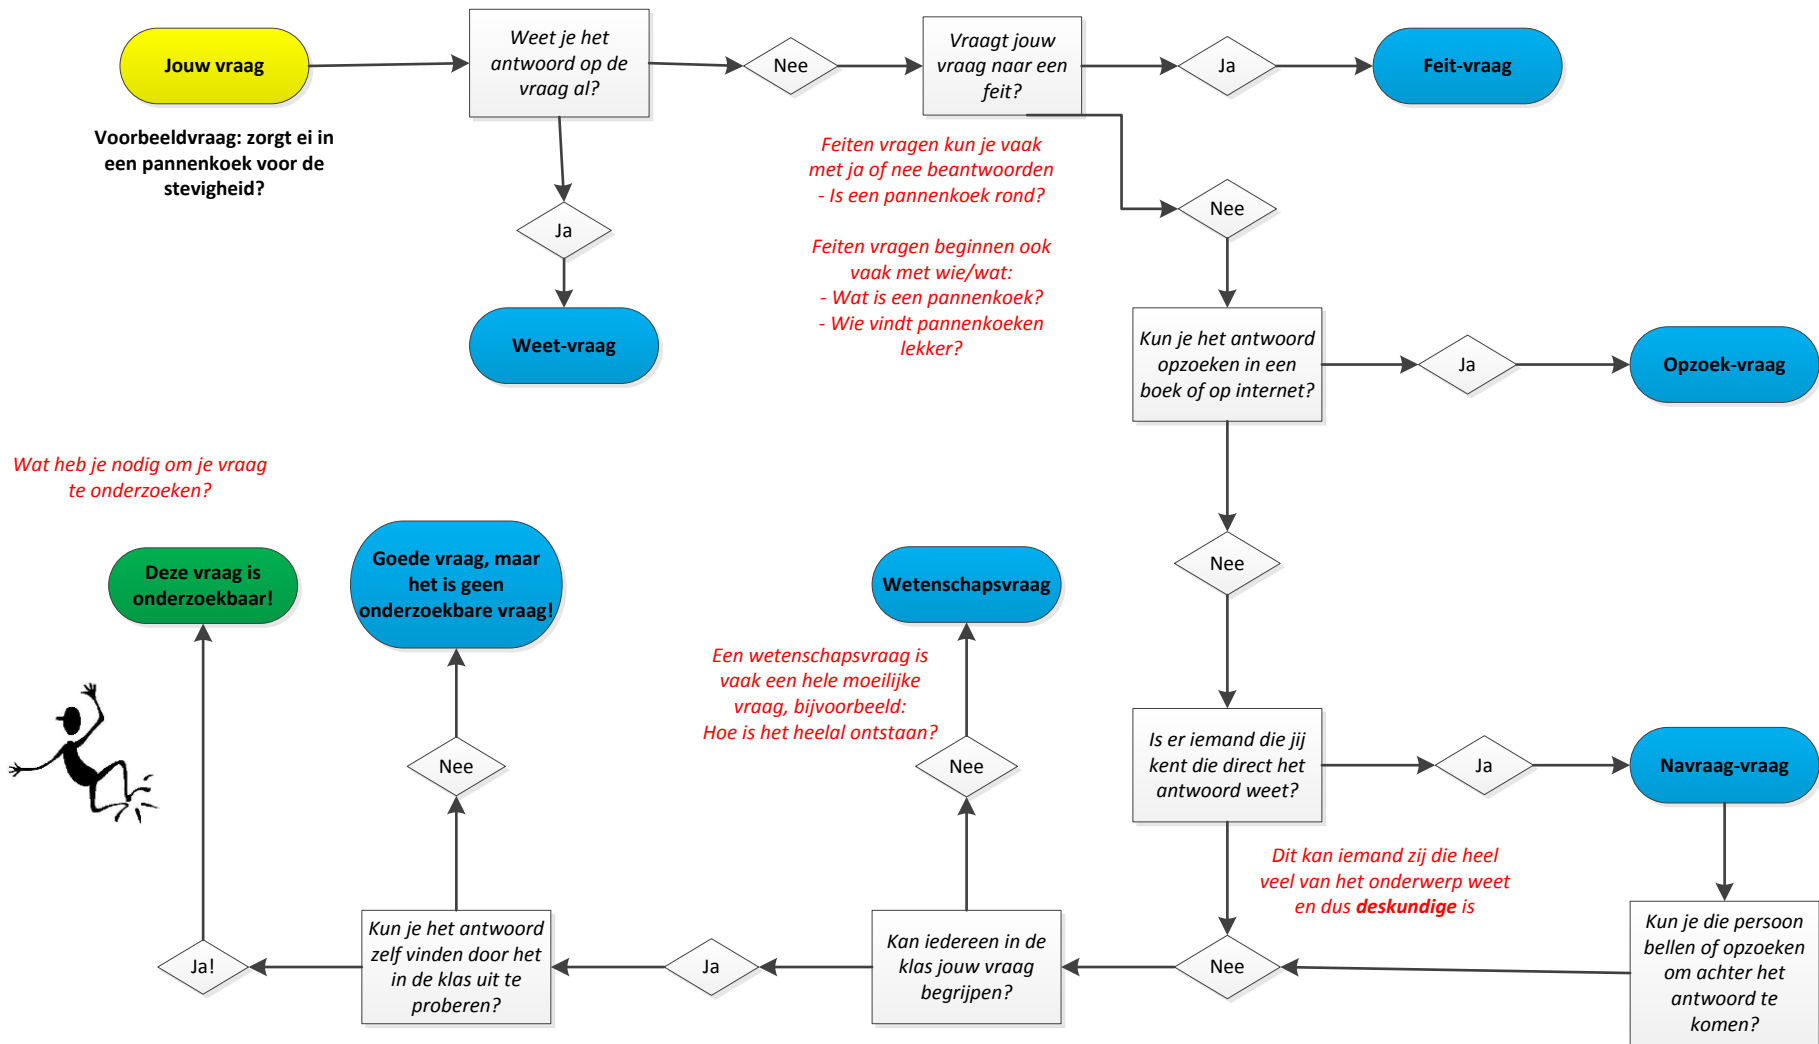 Jouw vraag
Weet je het
antwoord op de
vraag al?
Nee
Vraagt jouw
vraag naar een
feit?
Ja
Feit-vraag
Voorbeeldvraag: zorgt ei in
een pannenkoek voor de
stevigheid?
Feiten vragen kun je vaak
met ja of nee beantwoorden
- Is een pannenkoek rond?
Feiten vragen beginnen ook
vaak met wie/wat:
- Wat is een pannenkoek?
- Wie vindt pannenkoeken
lekker?
Nee
Ja
Weet-vraag
Kun je het antwoord
opzoeken in een
boek of op internet?
Ja
Opzoek-vraag
Wat heb je nodig om je vraag
te onderzoeken?
Deze vraag is
onderzoekbaar!
Goede vraag, maar
het is geen
onderzoekbare vraag!
Wetenschapsvraag
Nee
Een wetenschapsvraag is
vaak een hele moeilijke
vraag, bijvoorbeeld:
Hoe is het heelal ontstaan?
Nee
Nee
Is er iemand die jij
kent die direct het
antwoord weet?
Ja
Navraag-vraag
Dit kan iemand zij die heel
veel van het onderwerp weet
en dus deskundige is
Ja!
Kun je het antwoord
zelf vinden door het
in de klas uit te
proberen?
Ja
Kan iedereen in de
klas jouw vraag
begrijpen?
Nee
Kun je die persoon
bellen of opzoeken
om achter het
antwoord te
komen?